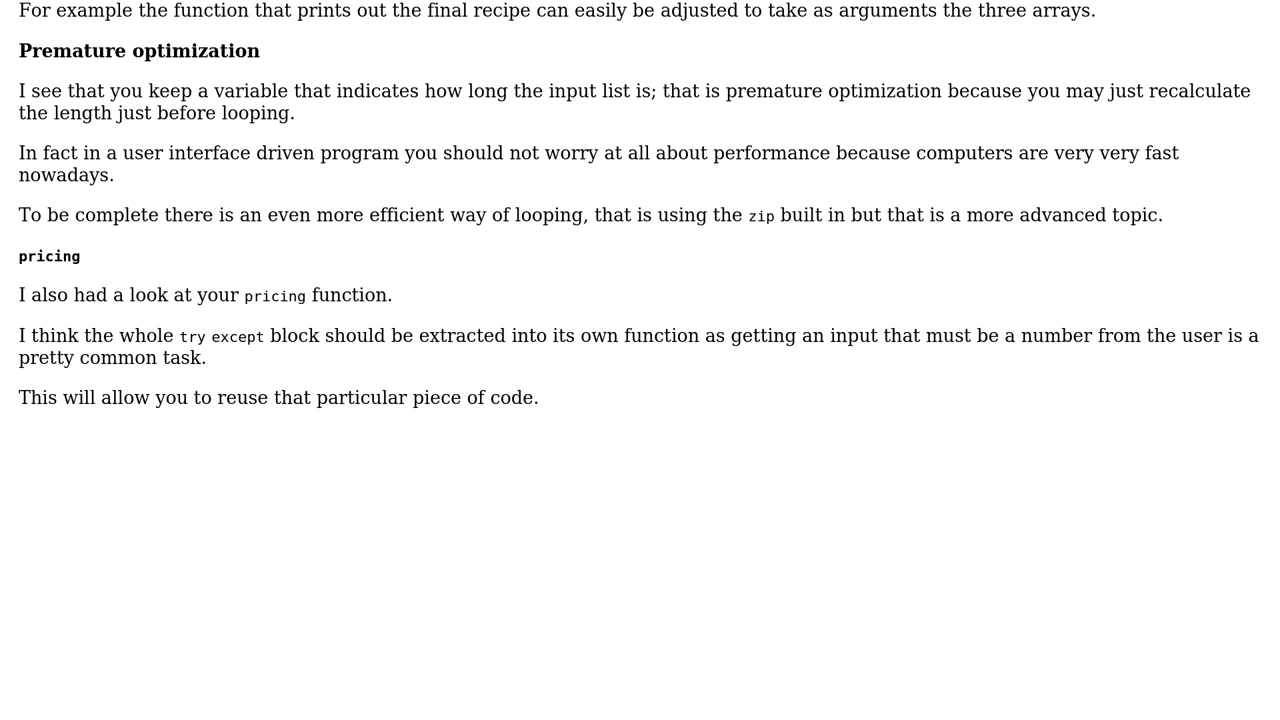 For example the function that prints out the final recipe can easily be adjusted to take as arguments the three arrays.
Premature optimization
I see that you keep a variable that indicates how long the input list is; that is premature optimization because you may just recalculate
the length just before looping.
In fact in a user interface driven program you should not worry at all about performance because computers are very very fast
nowadays.
To be complete there is an even more efficient way of looping, that is using the zip built in but that is a more advanced topic.
pricing
I also had a look at your pricing function.
I think the whole try except block should be extracted into its own function as getting an input that must be a number from the user is a
pretty common task.
This will allow you to reuse that particular piece of code.